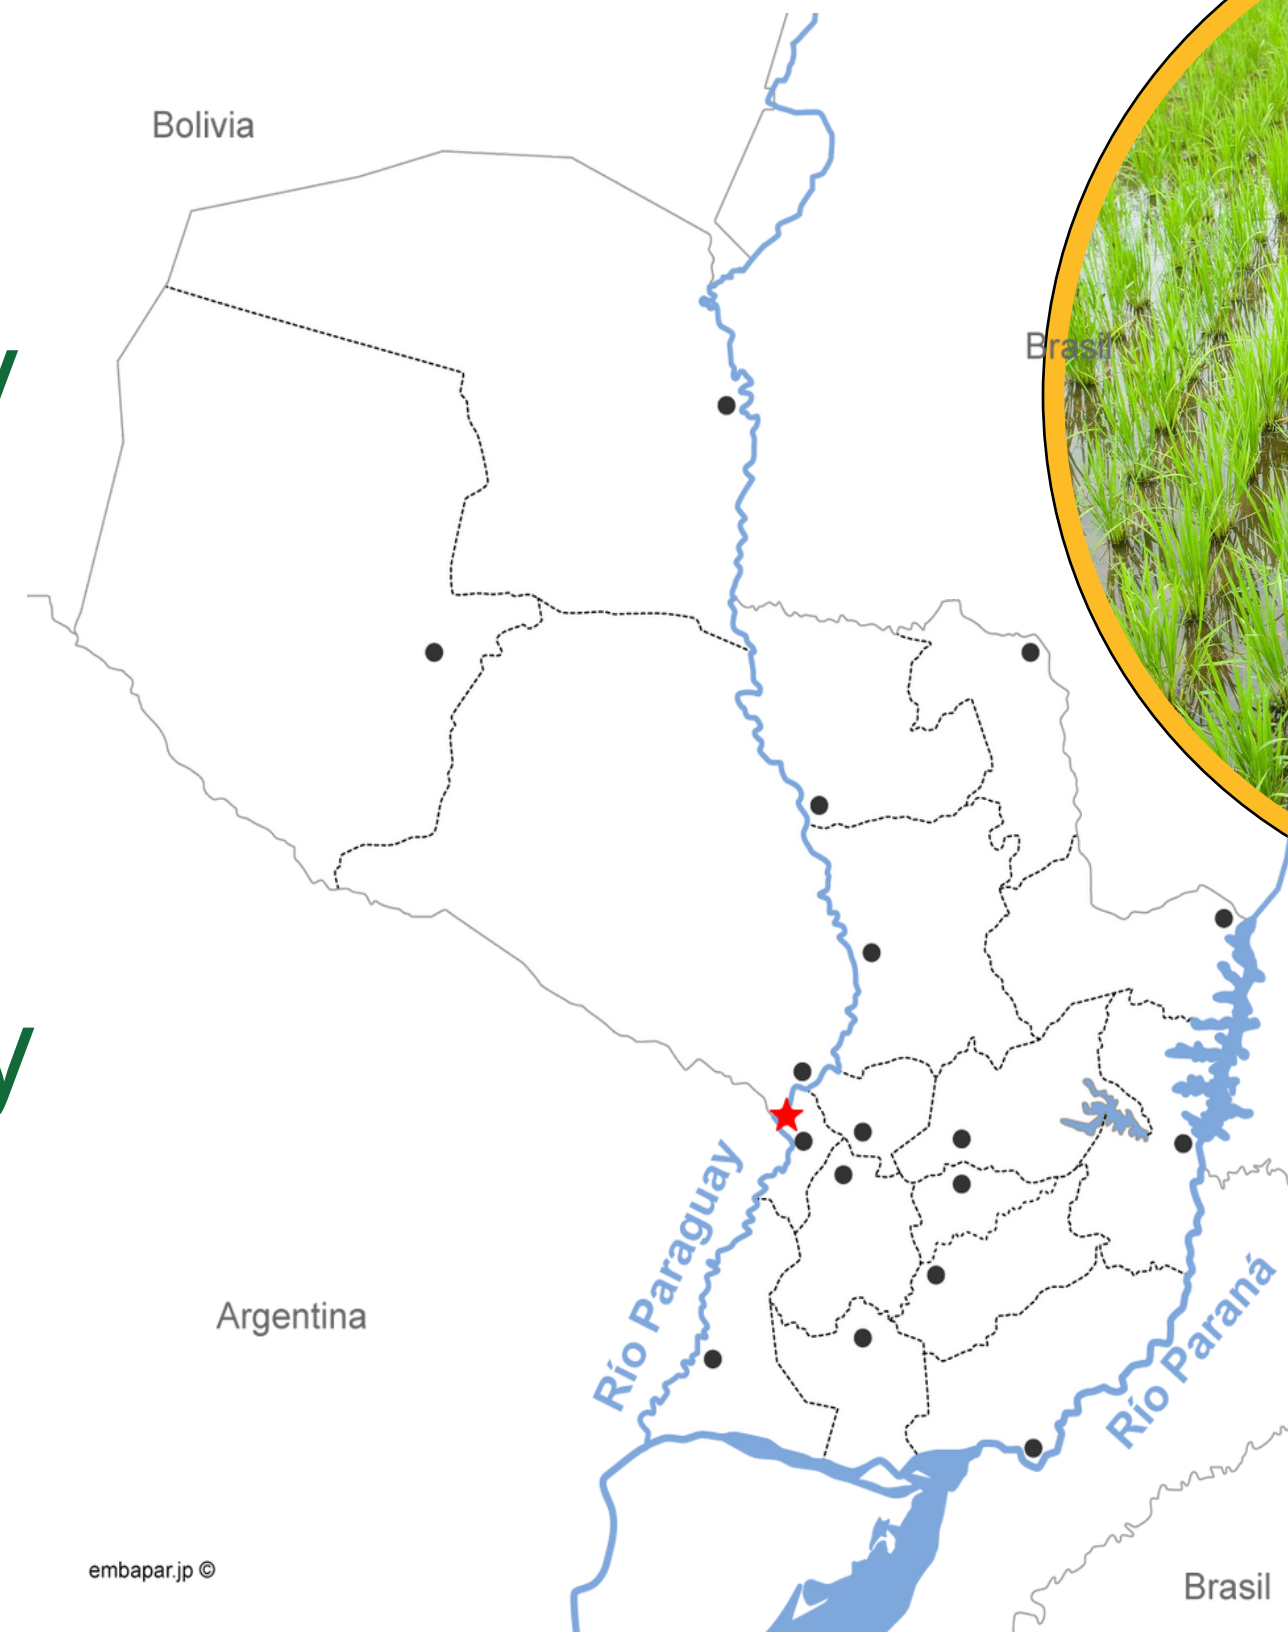 Bolivia
Brasil
y
y
Río Paraguay
Argentina
Río Paraná
embapar.jp ©
Brasil